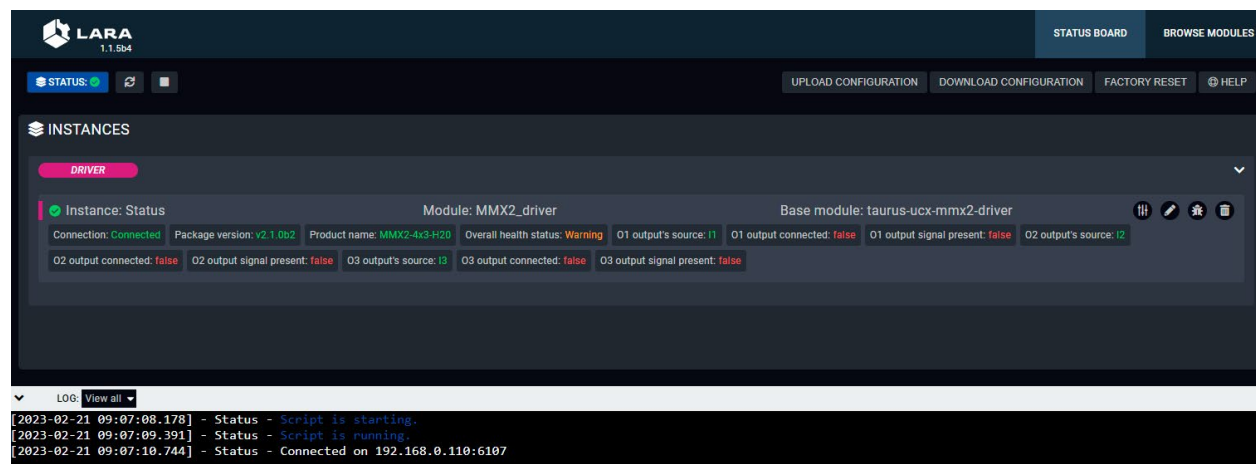 LARA
1.1.5b4
STATUS BOARD
BROWSE MODULES
STATUS:
UPLOAD CONFIGURATION
DOWNLOAD CONFIGURATION
FACTORY RESET
HELP
INSTANCES
DRIVER
Instance: Status
Module: MMX2_driver
Base module: taurus-ucx-mmx2-driver
Connection: Connected
Package version: v2.1.0b2
Product name: MMX2-4x3-H20
Overall health status: Warning
O1 output's source: I1
O1 output connected: false
O1 output signal present: false
O2 output's source: I2
O2 output connected: false
O2 output signal present: false
O3 output's source: I3
O3 output connected: false
O3 output signal present: false
LOG: View all
[2023-02-21 09:07:08.178] - Status - Script is starting.
[2023-02-21 09:07:09.391] - Status - Script is running.
[2023-02-21 09:07:10.744] - Status - Connected on 192.168.0.110:6107